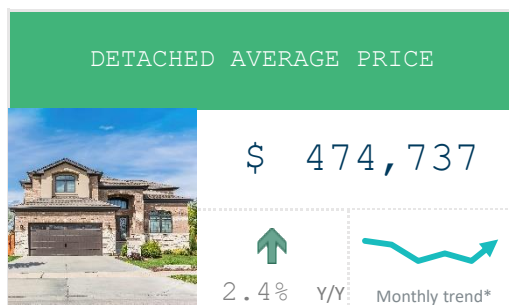 DETACHED AVERAGE PRICE
$ 474,737
2.4% Y/Y
Monthly trend*